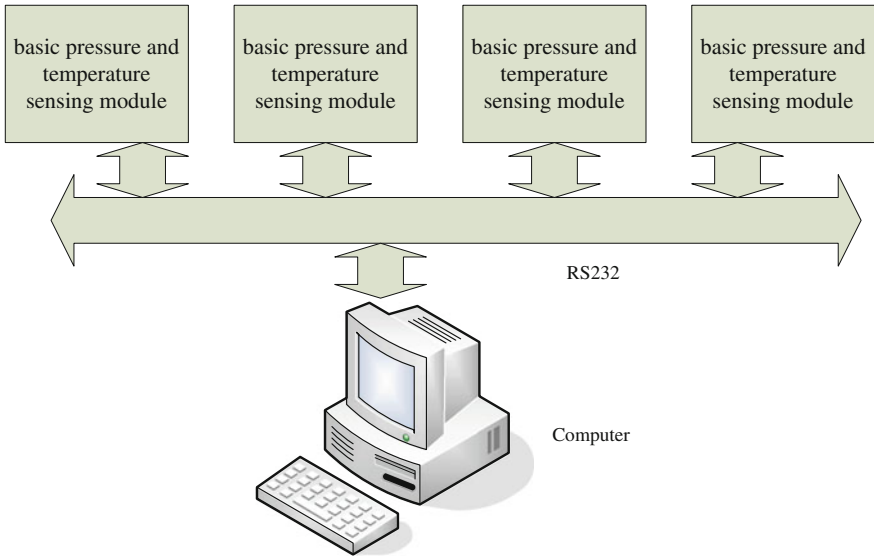 basic pressure and
temperature
sensing module
basic pressure and
temperature
sensing module
basic pressure and
temperature
sensing module
basic pressure and
temperature
sensing module
RS232
Computer